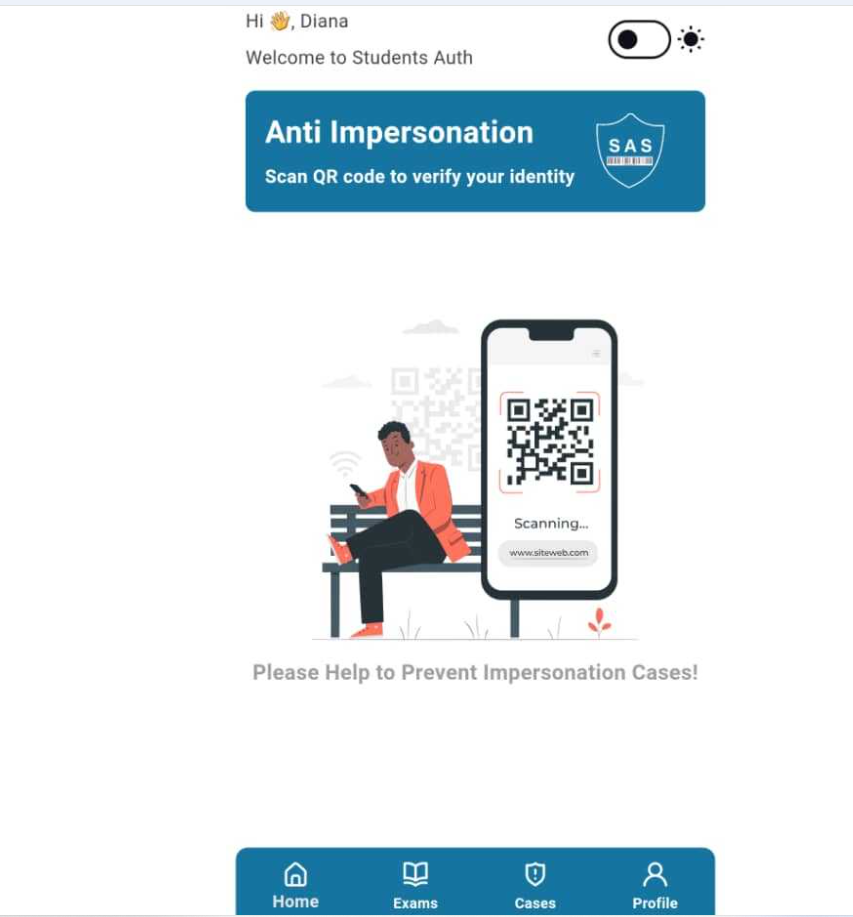 Hi 👋, Diana
Welcome to Students Auth
Anti Impersonation
Scan QR code to verify your identity
SAS
Scanning...
www.siteweb.com
Please Help to Prevent Impersonation Cases!
Home
Exams
Cases
Profile